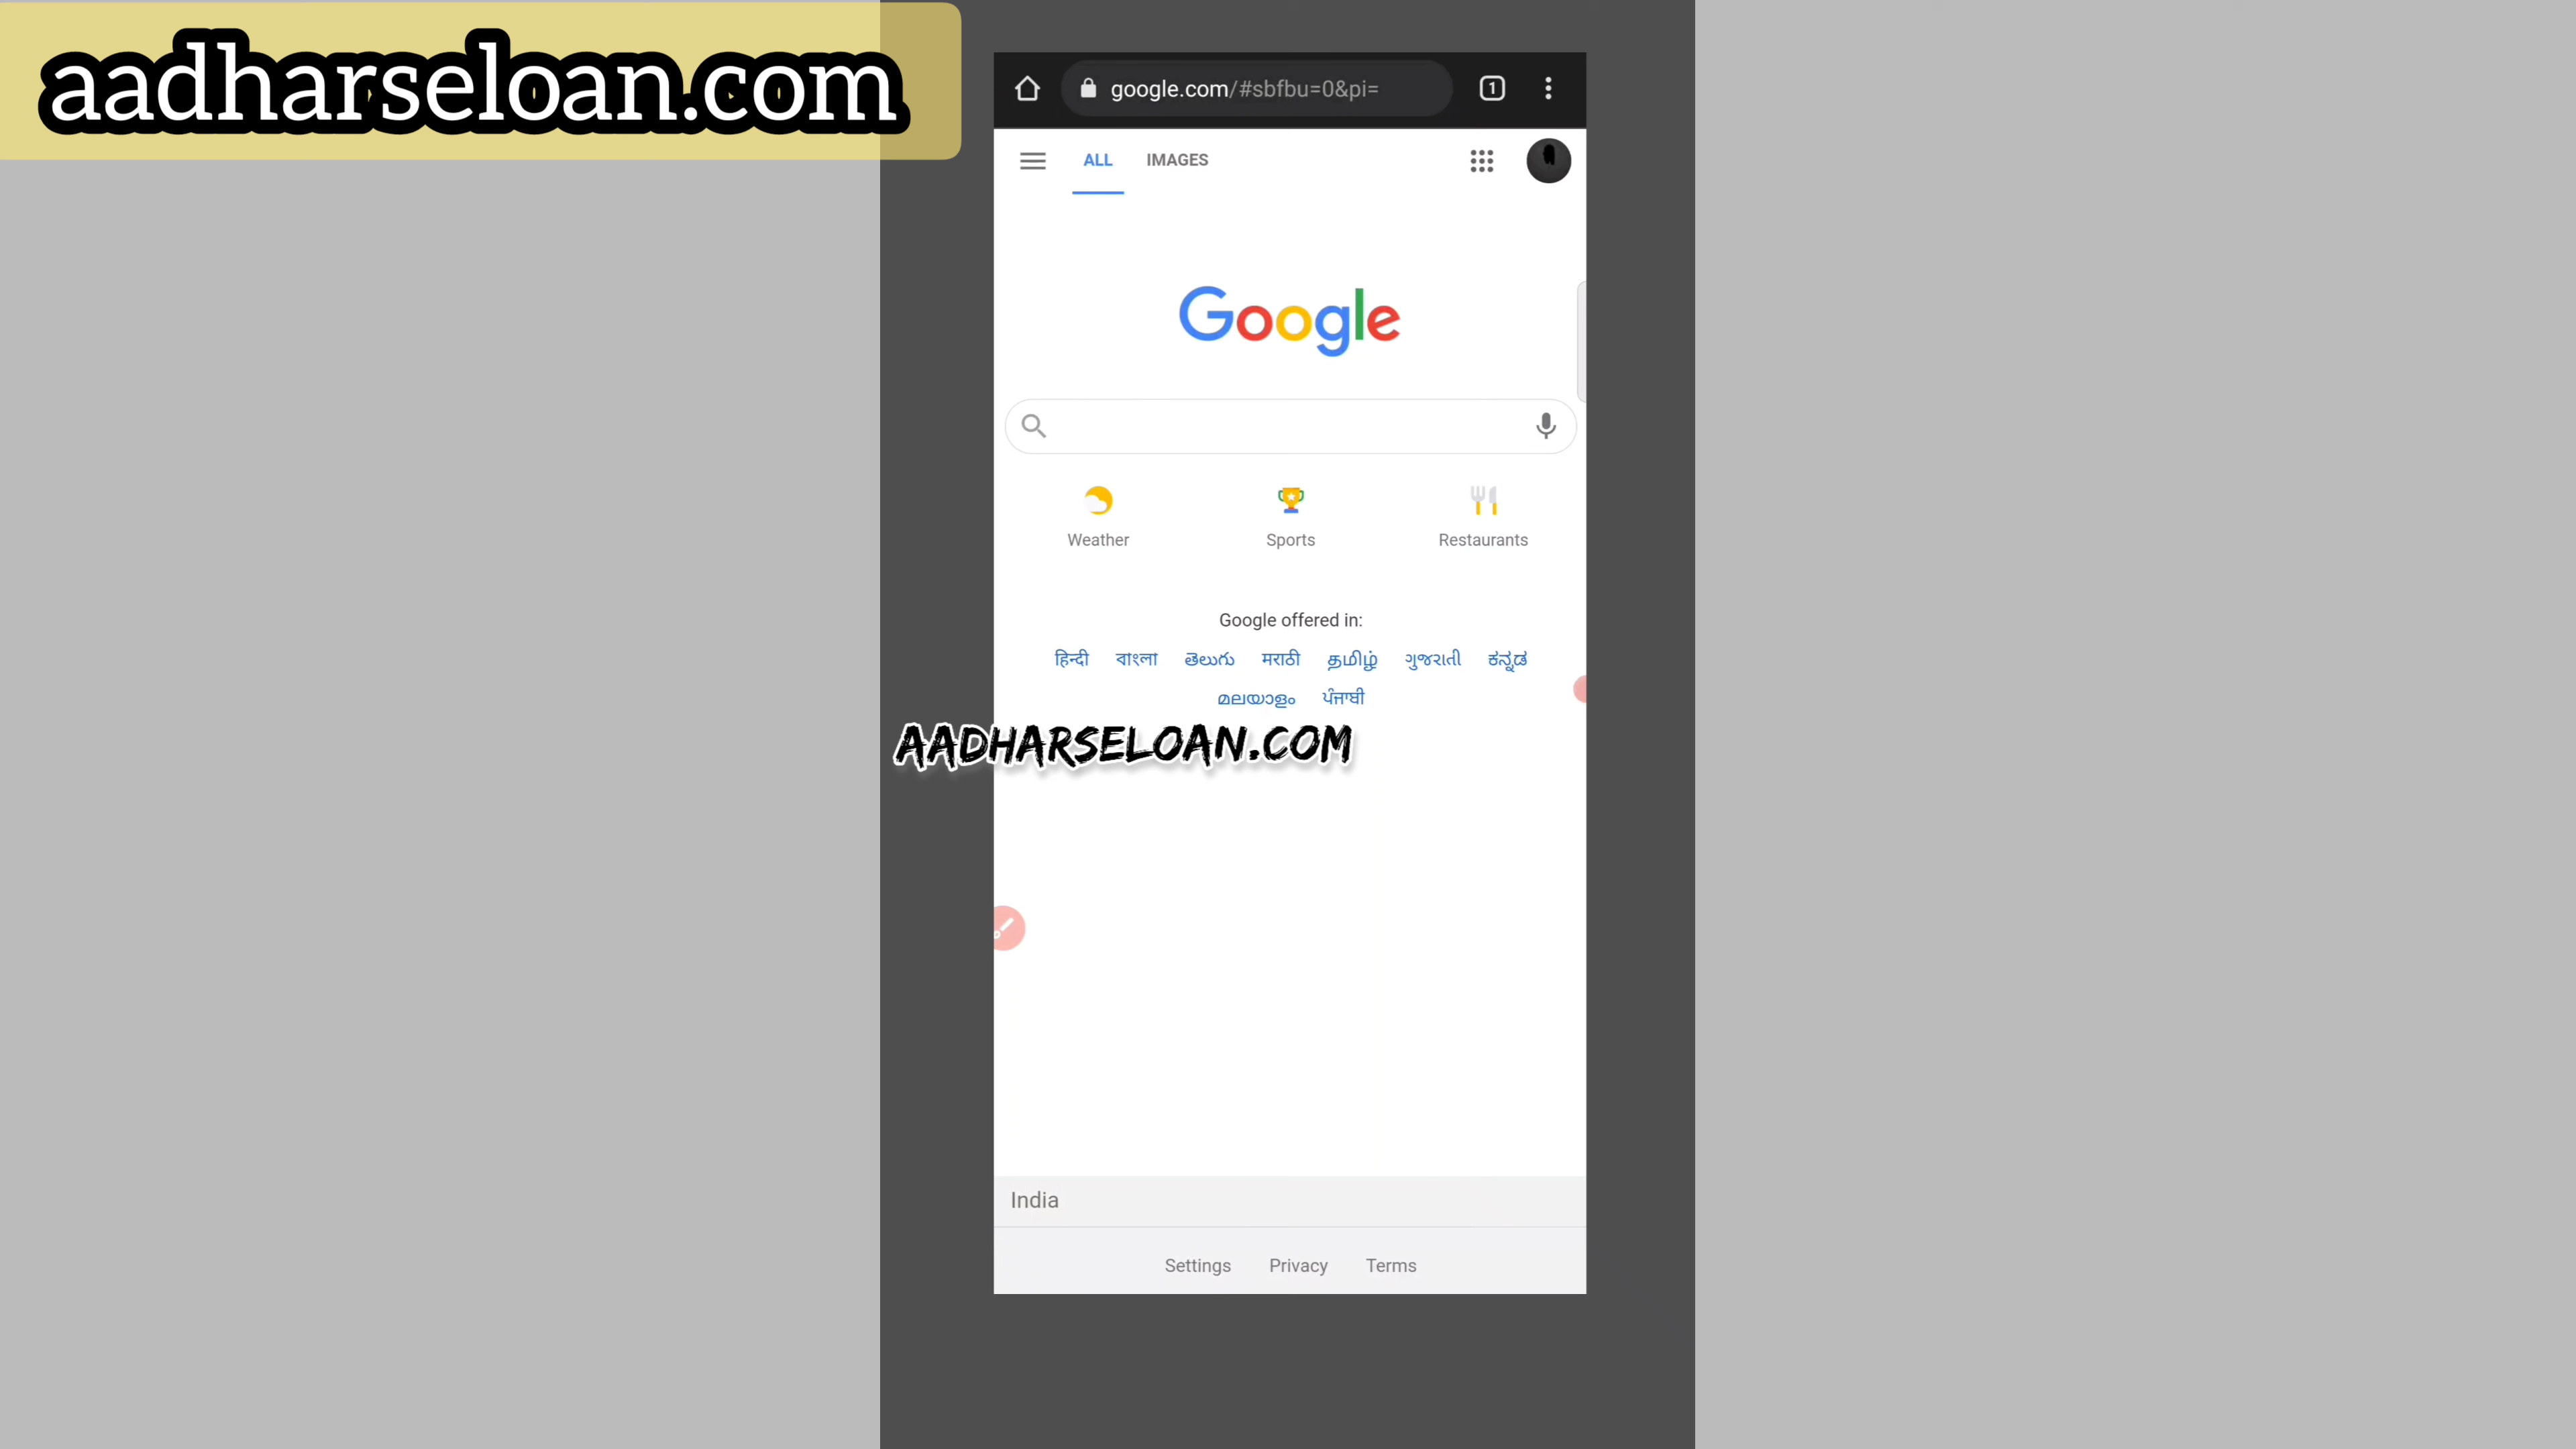 aadharseloan.com
google.com/#sbfbu=0&pi=
1
ALL IMAGES
Google
Weather Sports Restaurants
Google offered in:
हिन्दी বাংলা తెలుగు मराठी தமிழ் ગુજરાતી ಕನ್ನಡ
മലയാളം ਪੰਜਾਬੀ
AADHARSELOAN.COM
India
Settings Privacy Terms